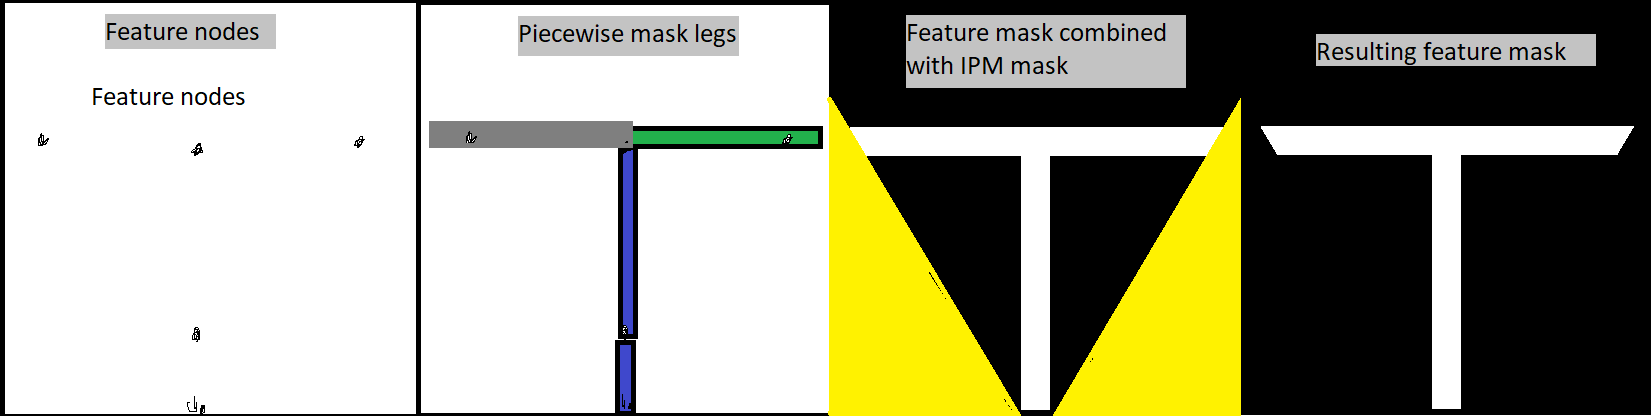 Feature nodes
Feature nodes
Piecewise mask legs
Feature mask combined
with IPM mask
Resulting feature mask